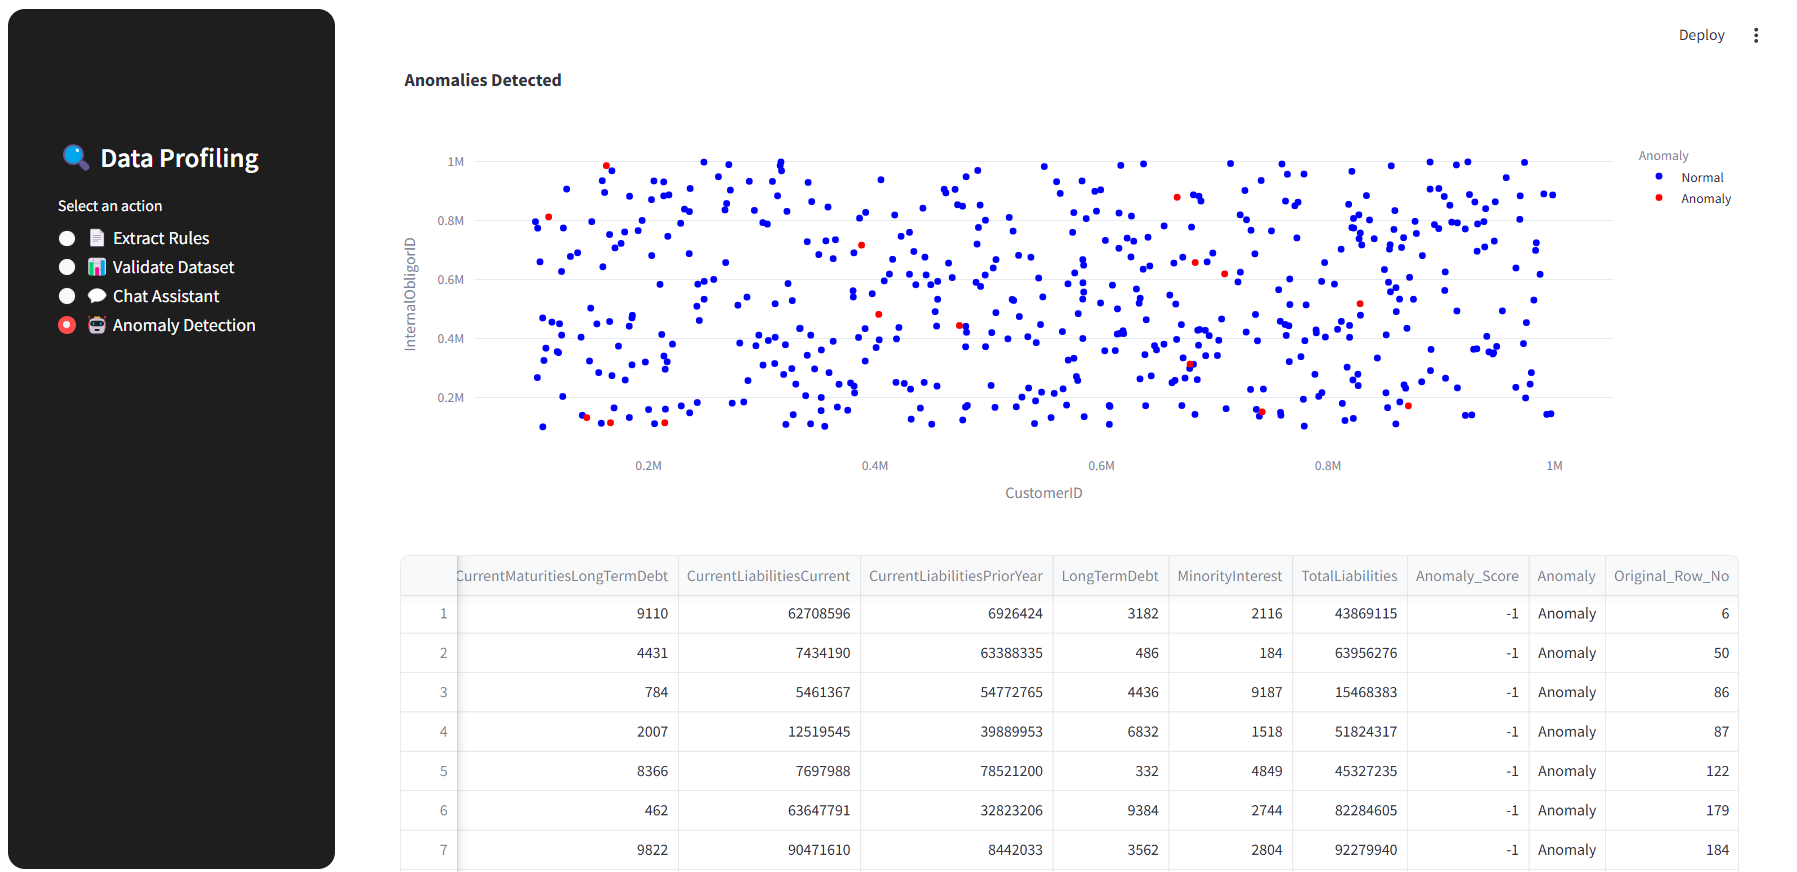 Deploy
Data Profiling
Select an action
Extract Rules
Validate Dataset
Chat Assistant
Anomaly Detection
Anomalies Detected
Anomaly
Normal
Anomaly
InternalObligorID
1M
0.8M
0.6M
0.4M
0.2M
0.2M 0.4M 0.6M 0.8M 1M
CustomerID
CurrentMaturitiesLongTermDebt CurrentLiabilitiesCurrent CurrentLiabilitiesPriorYear LongTermDebt MinorityInterest TotalLiabilities Anomaly_Score Anomaly Original_Row_No
1 9110 62708596 6926424 3182 2116 43869115 -1 Anomaly 6
2 4431 7434190 63388335 486 184 63956276 -1 Anomaly 50
3 784 5461367 54772765 4436 9187 15468383 -1 Anomaly 86
4 2007 12519545 39889953 6832 1518 51824317 -1 Anomaly 87
5 8366 7697988 78521200 332 4849 45327235 -1 Anomaly 122
6 462 63647791 32823206 9384 2744 82284605 -1 Anomaly 179
7 9822 90471610 8442033 3562 2804 92279940 -1 Anomaly 184